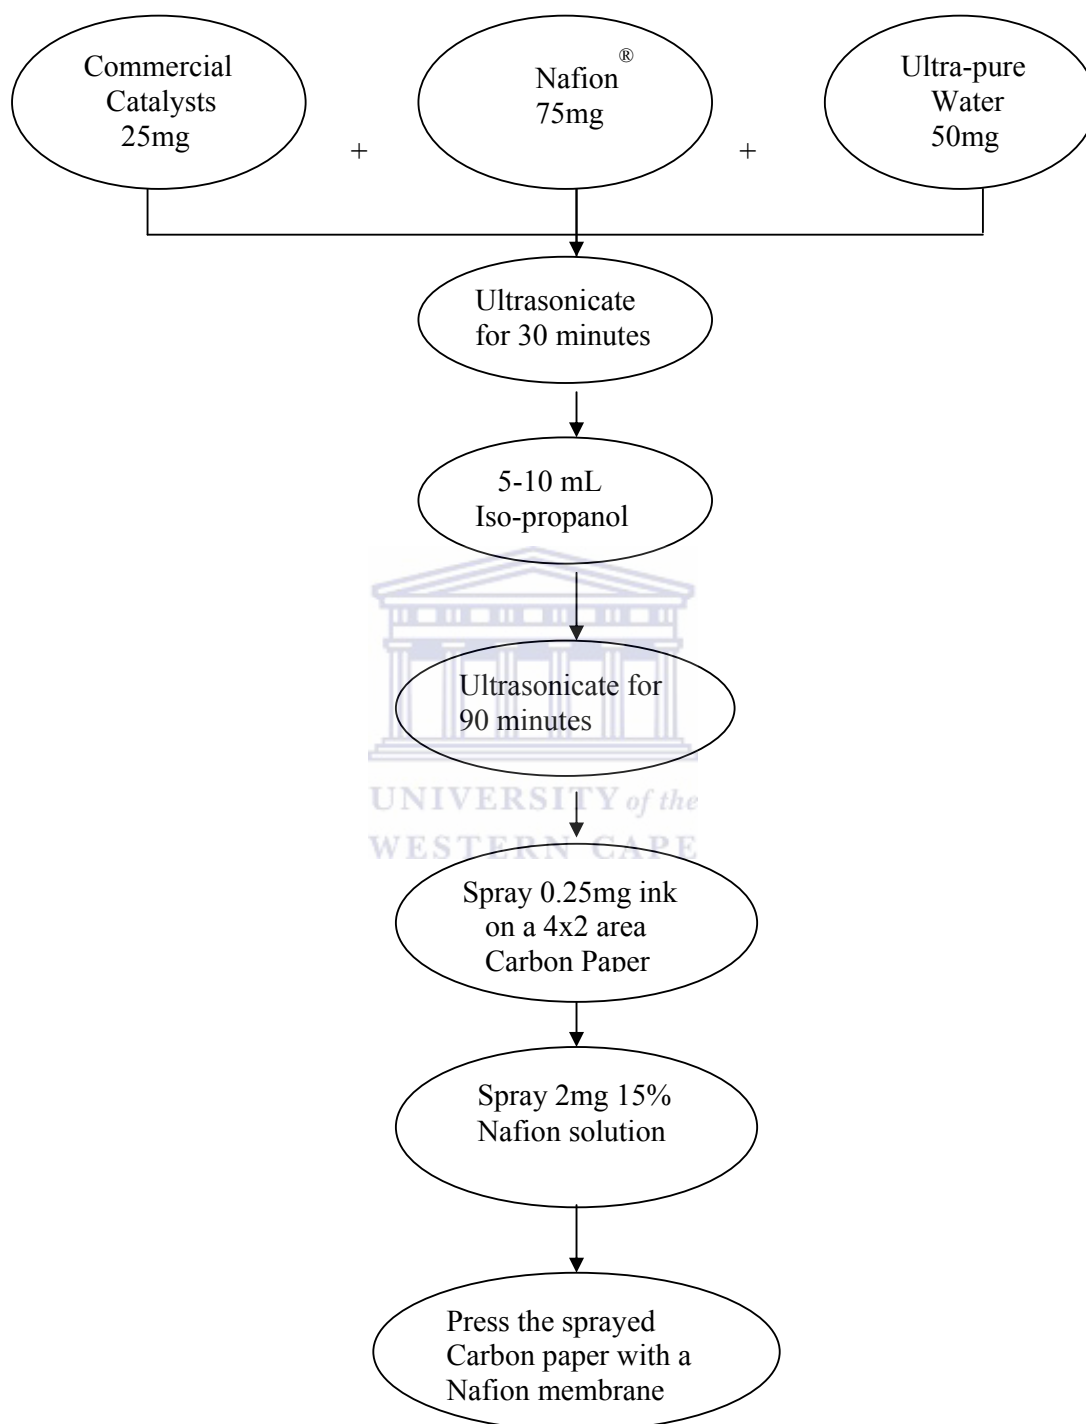 Commercial
Catalysts
25mg
+
Nafion®
75mg
+
Ultra-pure
Water
50mg
Ultrasonicate
for 30 minutes
5-10 mL
Iso-propanol
Ultrasonicate for
90 minutes
UNIVERSITY of the
WESTERN CAPE
Spray 0.25mg ink
on a 4x2 area
Carbon Paper
Spray 2mg 15%
Nafion solution
Press the sprayed
Carbon paper with a
Nafion membrane